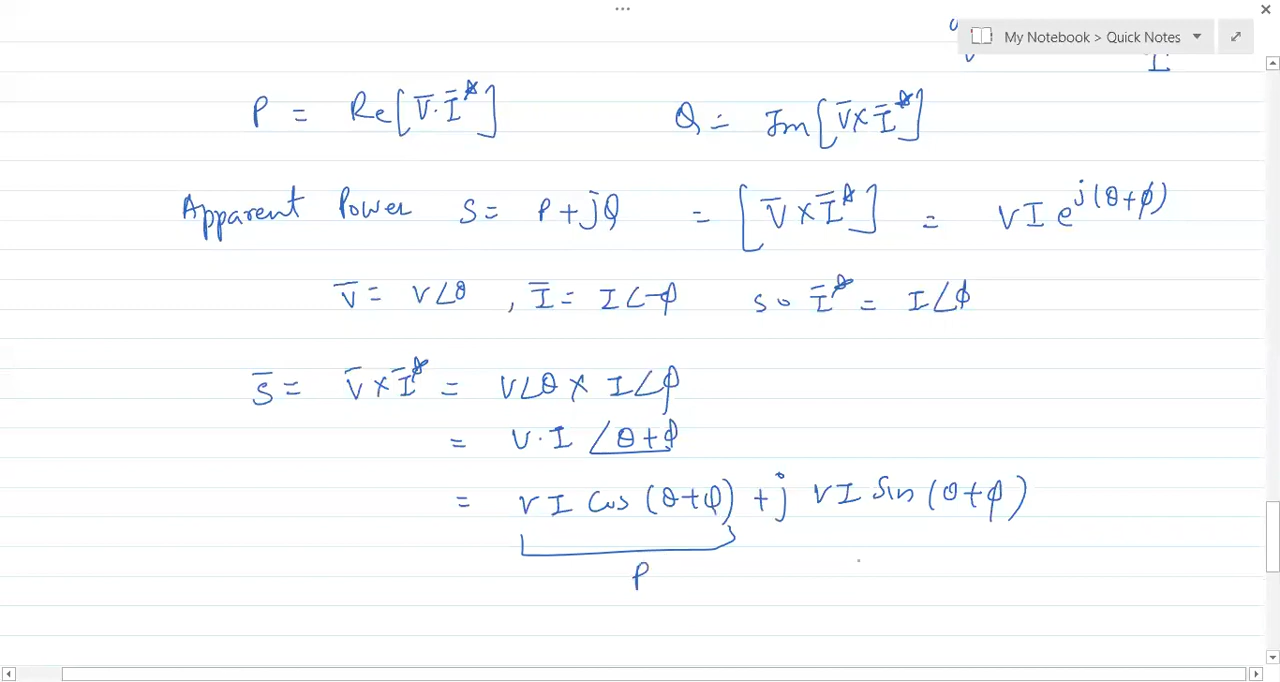 My Notebook > Quick Notes
P = Re[V̅·I̅*] Q = Im[V̅×I̅*]
Apparent Power S = P+jQ = [V̅×I̅*] = VI e^j(θ+ϕ)
V̅ = V∠θ , I̅ = I∠-ϕ so I̅* = I∠ϕ
S̅ = V̅×I̅* = V∠θ × I∠ϕ
= V·I ∠θ+ϕ
= VI Cos(θ+ϕ) + j VI Sin(θ+ϕ)
P